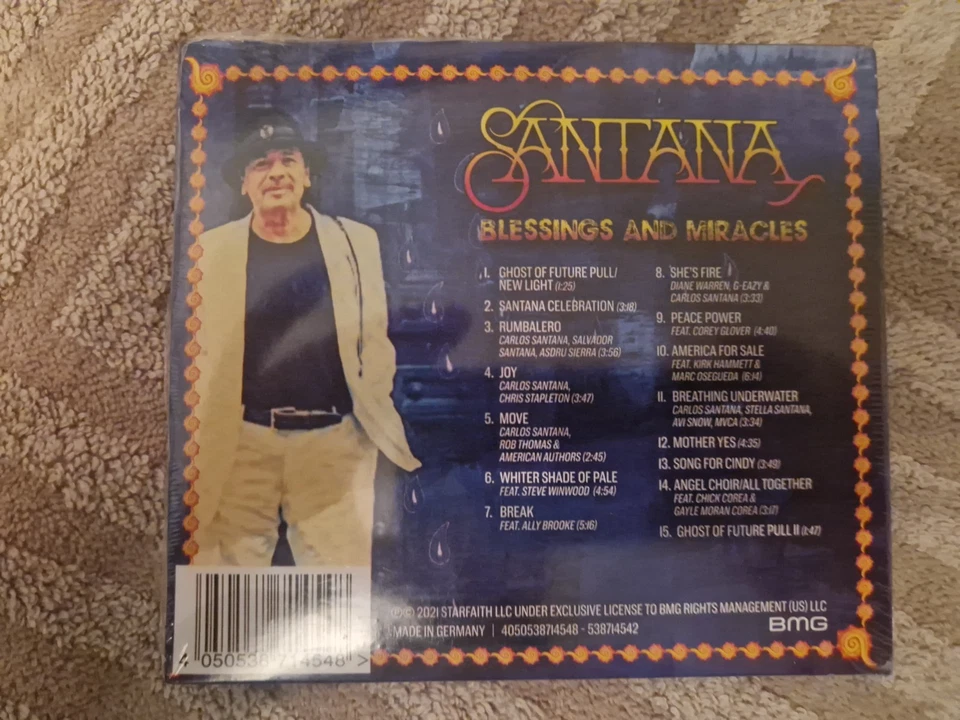 SANTANA
BLESSINGS AND MIRACLES
1. GHOST OF FUTURE PULL/
NEW LIGHT (1:25)
2. SANTANA CELEBRATION (3:18)
3. RUMBALERO
CARLOS SANTANA, SALVADOR
SANTANA, ASDRU SIERRA (3:56)
4. JOY
CARLOS SANTANA,
CHRIS STAPLETON (3:47)
5. MOVE
CARLOS SANTANA,
ROB THOMAS &
AMERICAN AUTHORS (2:45)
6. WHITER SHADE OF PALE
FEAT. STEVE WINWOOD (4:54)
7. BREAK
FEAT. ALLY BROOKE (5:16)
8. SHE'S FIRE
DIANE WARREN, G-EAZY &
CARLOS SANTANA (3:33)
9. PEACE POWER
FEAT. COREY GLOVER (4:40)
10. AMERICA FOR SALE
FEAT. KIRK HAMMETT &
MARC OSEGUEDA (6:14)
11. BREATHING UNDERWATER
CARLOS SANTANA, STELLA SANTANA,
AVI SNOW, MVCA (3:34)
12. MOTHER YES (4:35)
13. SONG FOR CINDY (3:49)
14. ANGEL CHOIR/ALL TOGETHER
FEAT. CHICK COREA &
GAYLE MORAN COREA (3:17)
15. GHOST OF FUTURE PULL II (1:47)
℗ © 2021 STARFAITH LLC UNDER EXCLUSIVE LICENSE TO BMG RIGHTS MANAGEMENT (US) LLC
MADE IN GERMANY | 4050538714548 - 538714542
BMG
4 050538 714548 >